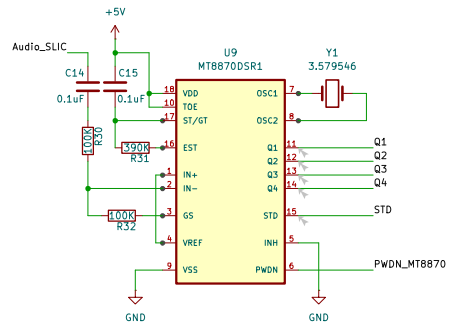 +5V
Audio_SLIC
U9
MT8870DSR1
Y1
3.579546
C14
C15
0.1uF
0.1uF
18 VDD
OSC1 7
10 TOE
17 ST/GT
OSC2 8
100K
R30
390K
R31
16 EST
Q1 11 Q1
Q2 12 Q2
1 IN+
Q3 13 Q3
2 IN-
Q4 14 Q4
100K
R32
3 GS
STD 15 STD
4 VREF
INH 5
9 VSS
PWDN 6 PWDN_MT8870
GND
GND